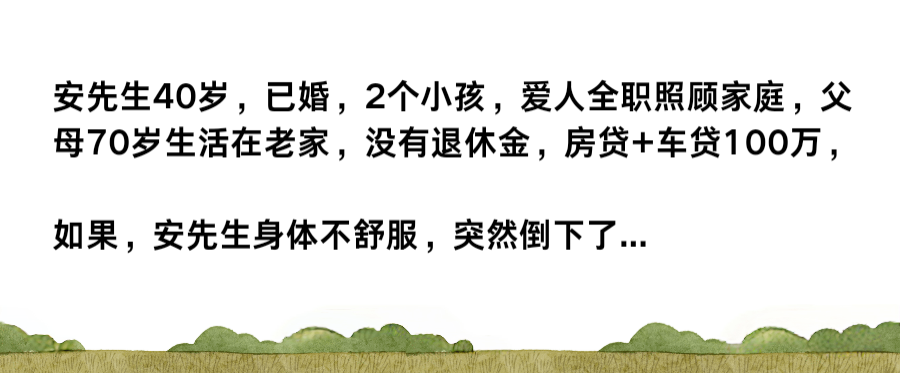 安先生40岁，已婚，2个小孩，爱人全职照顾家庭，父
母70岁生活在老家，没有退休金，房贷+车贷100万，
如果，安先生身体不舒服，突然倒下了...